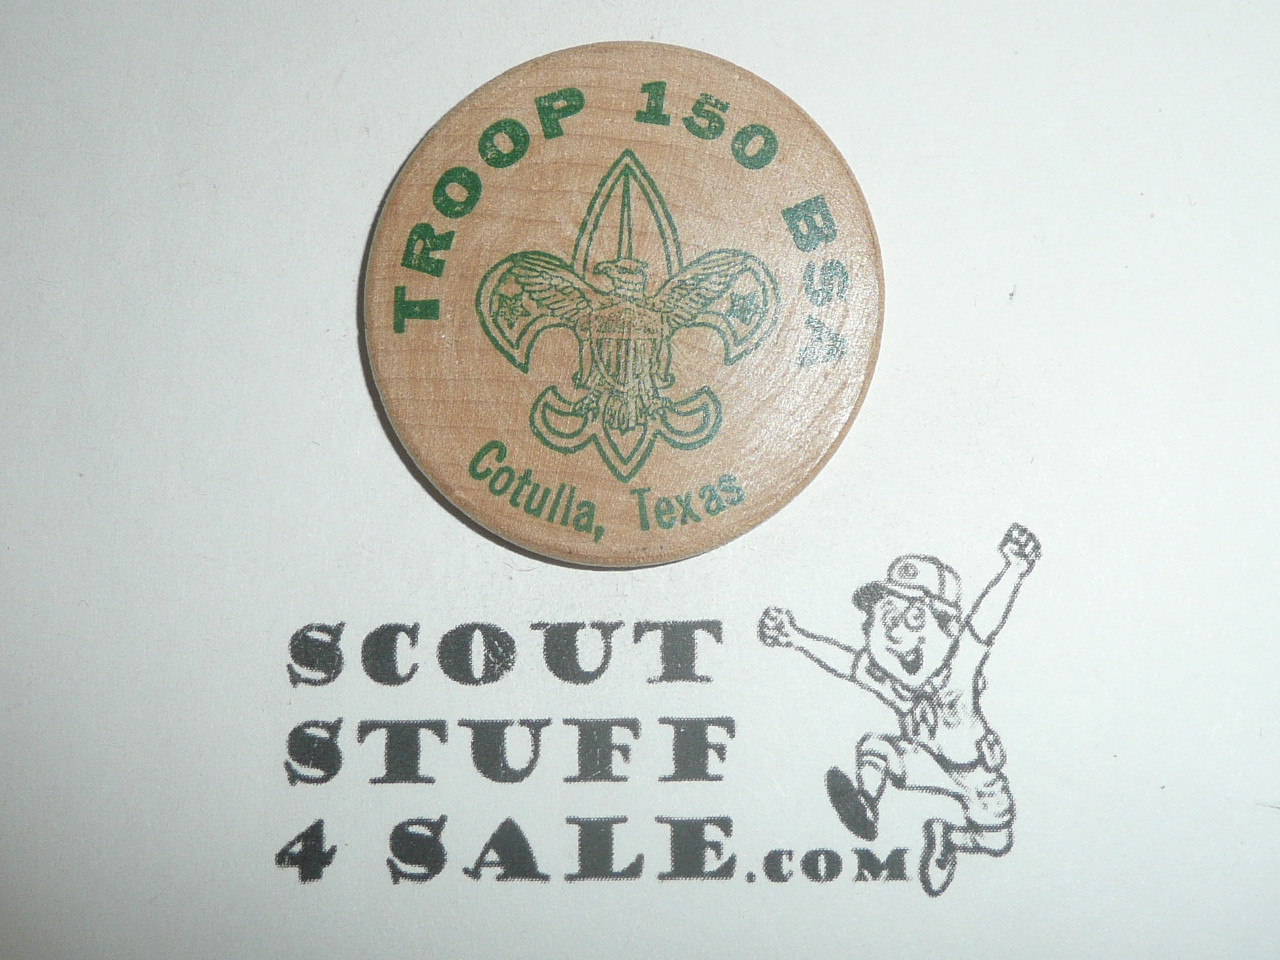 TROOP 150 BSA
Cotulla, Texas
SCOUT
STUFF
4 SALE.COM